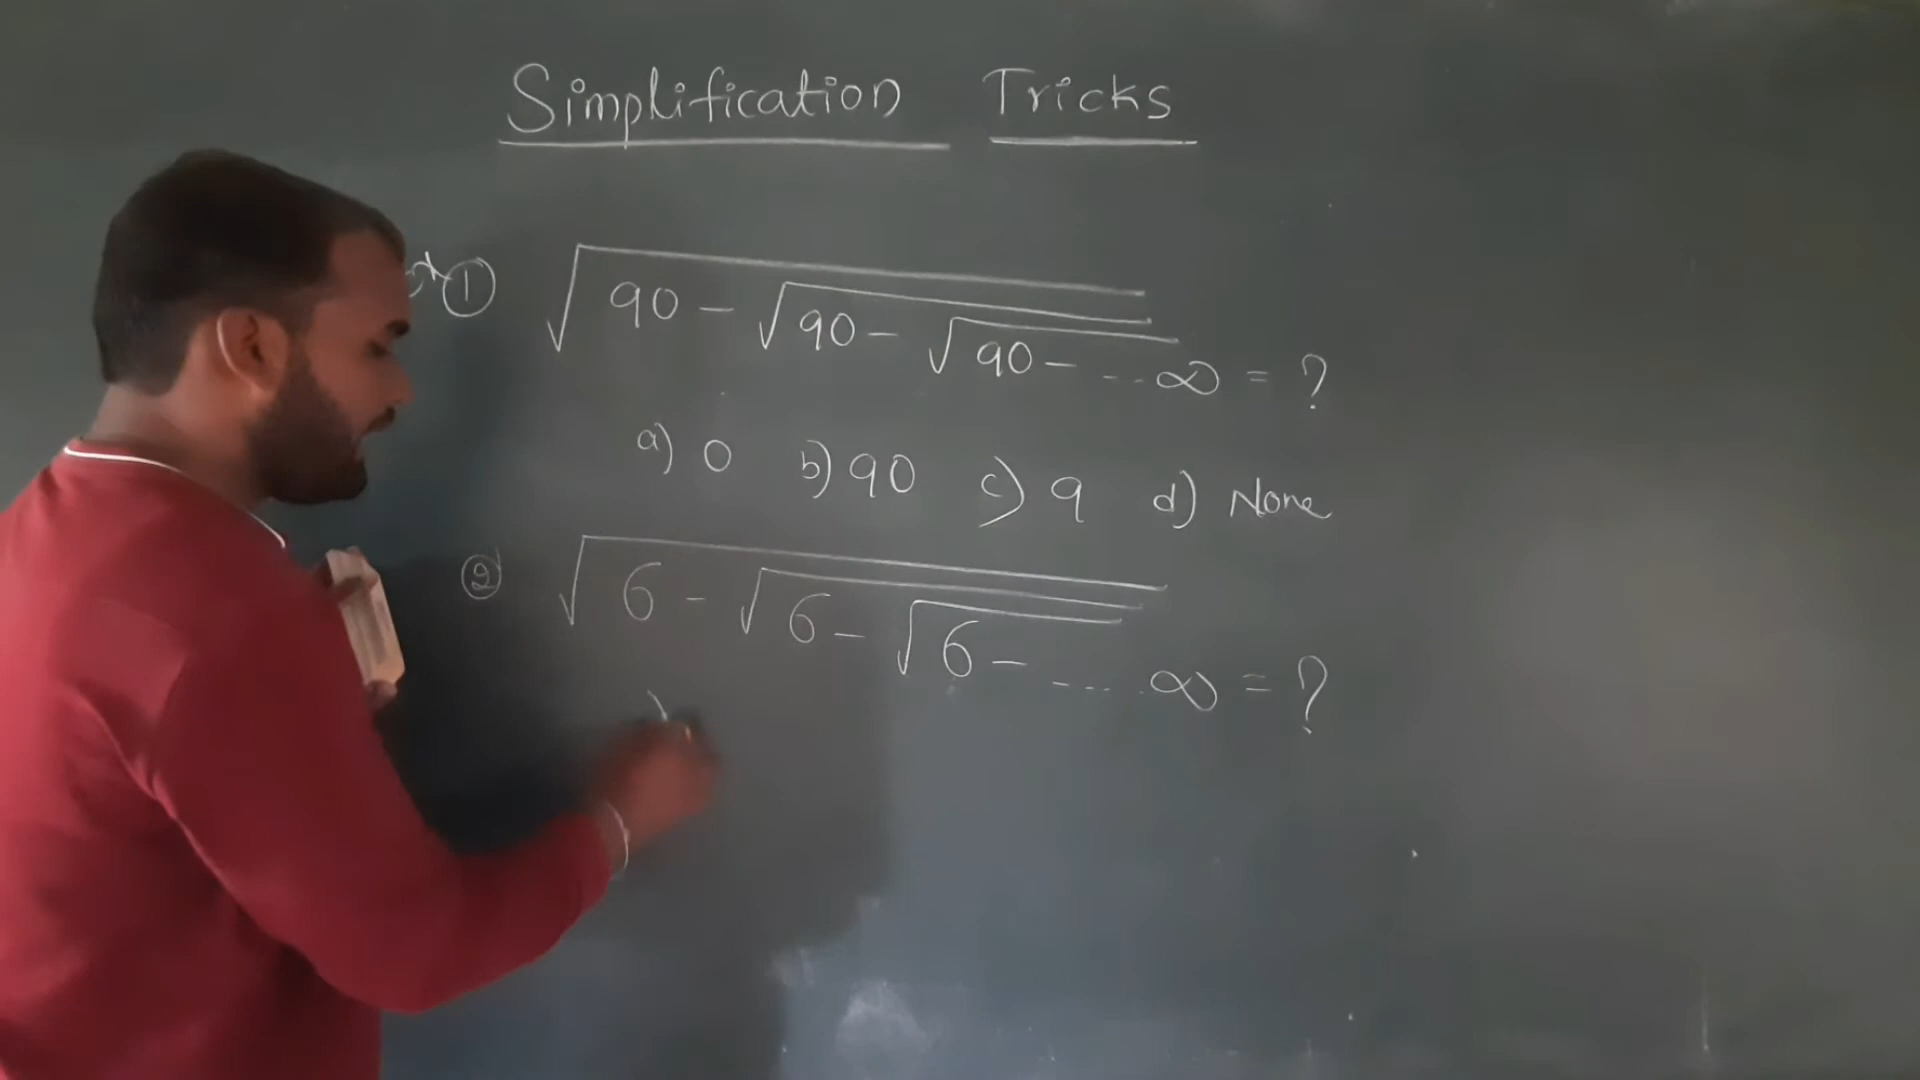 Simplification Tricks
① √90 - √90 - √90 - ... ∞ = ?
a) 0 b) 90 c) 9 d) None
② √6 - √6 - √6 - .... ∞ = ?